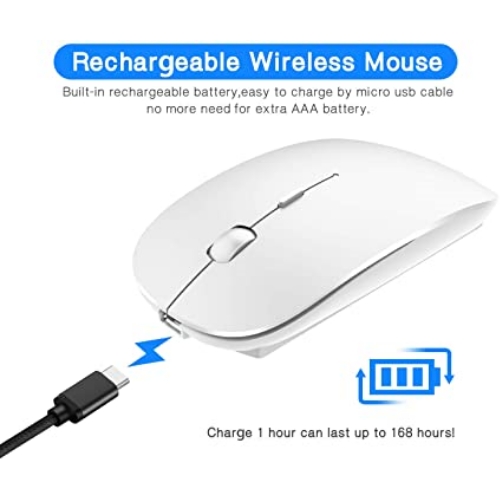 Rechargeable Wireless Mouse
Built-in rechargeable battery,easy to charge by micro usb cable
no more need for extra AAA battery.
Charge 1 hour can last up to 168 hours!